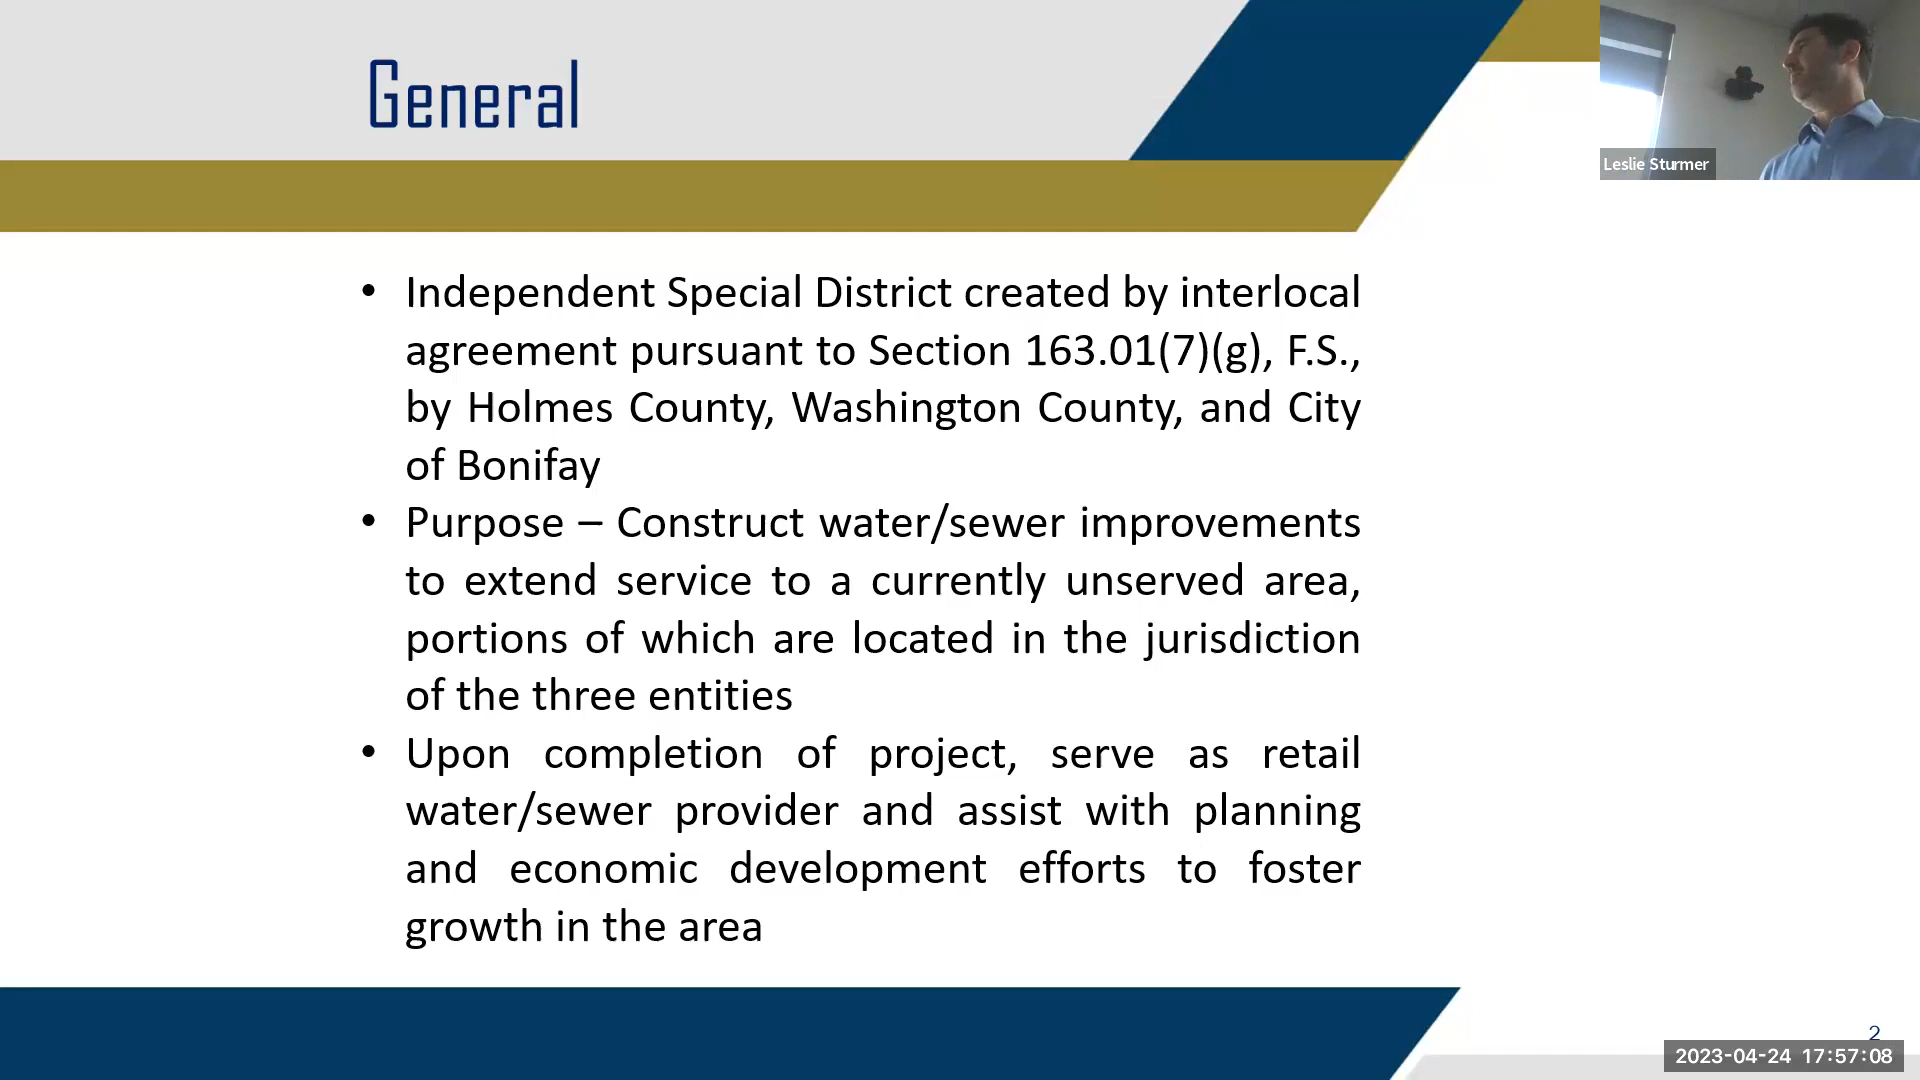 General
Leslie Sturmer
• Independent Special District created by interlocal
agreement pursuant to Section 163.01(7)(g), F.S.,
by Holmes County, Washington County, and City
of Bonifay
• Purpose – Construct water/sewer improvements
to extend service to a currently unserved area,
portions of which are located in the jurisdiction
of the three entities
• Upon completion of project, serve as retail
water/sewer provider and assist with planning
and economic development efforts to foster
growth in the area
2
2023-04-24 17:57:08